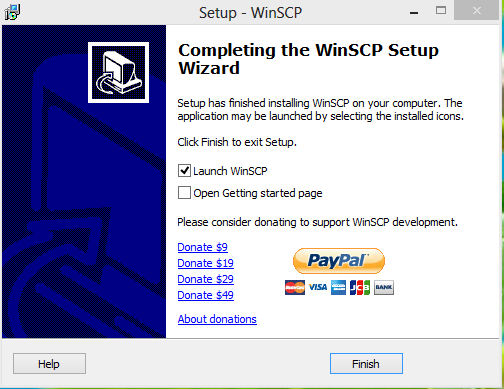 Setup - WinSCP
Completing the WinSCP Setup
Wizard
Setup has finished installing WinSCP on your computer. The
application may be launched by selecting the installed icons.
Click Finish to exit Setup.
Launch WinSCP
Open Getting started page
Please consider donating to support WinSCP development.
Donate $9
Donate $19
Donate $29
Donate $49
PayPal
MasterCard VISA JCB BANK
About donations
Help
Finish